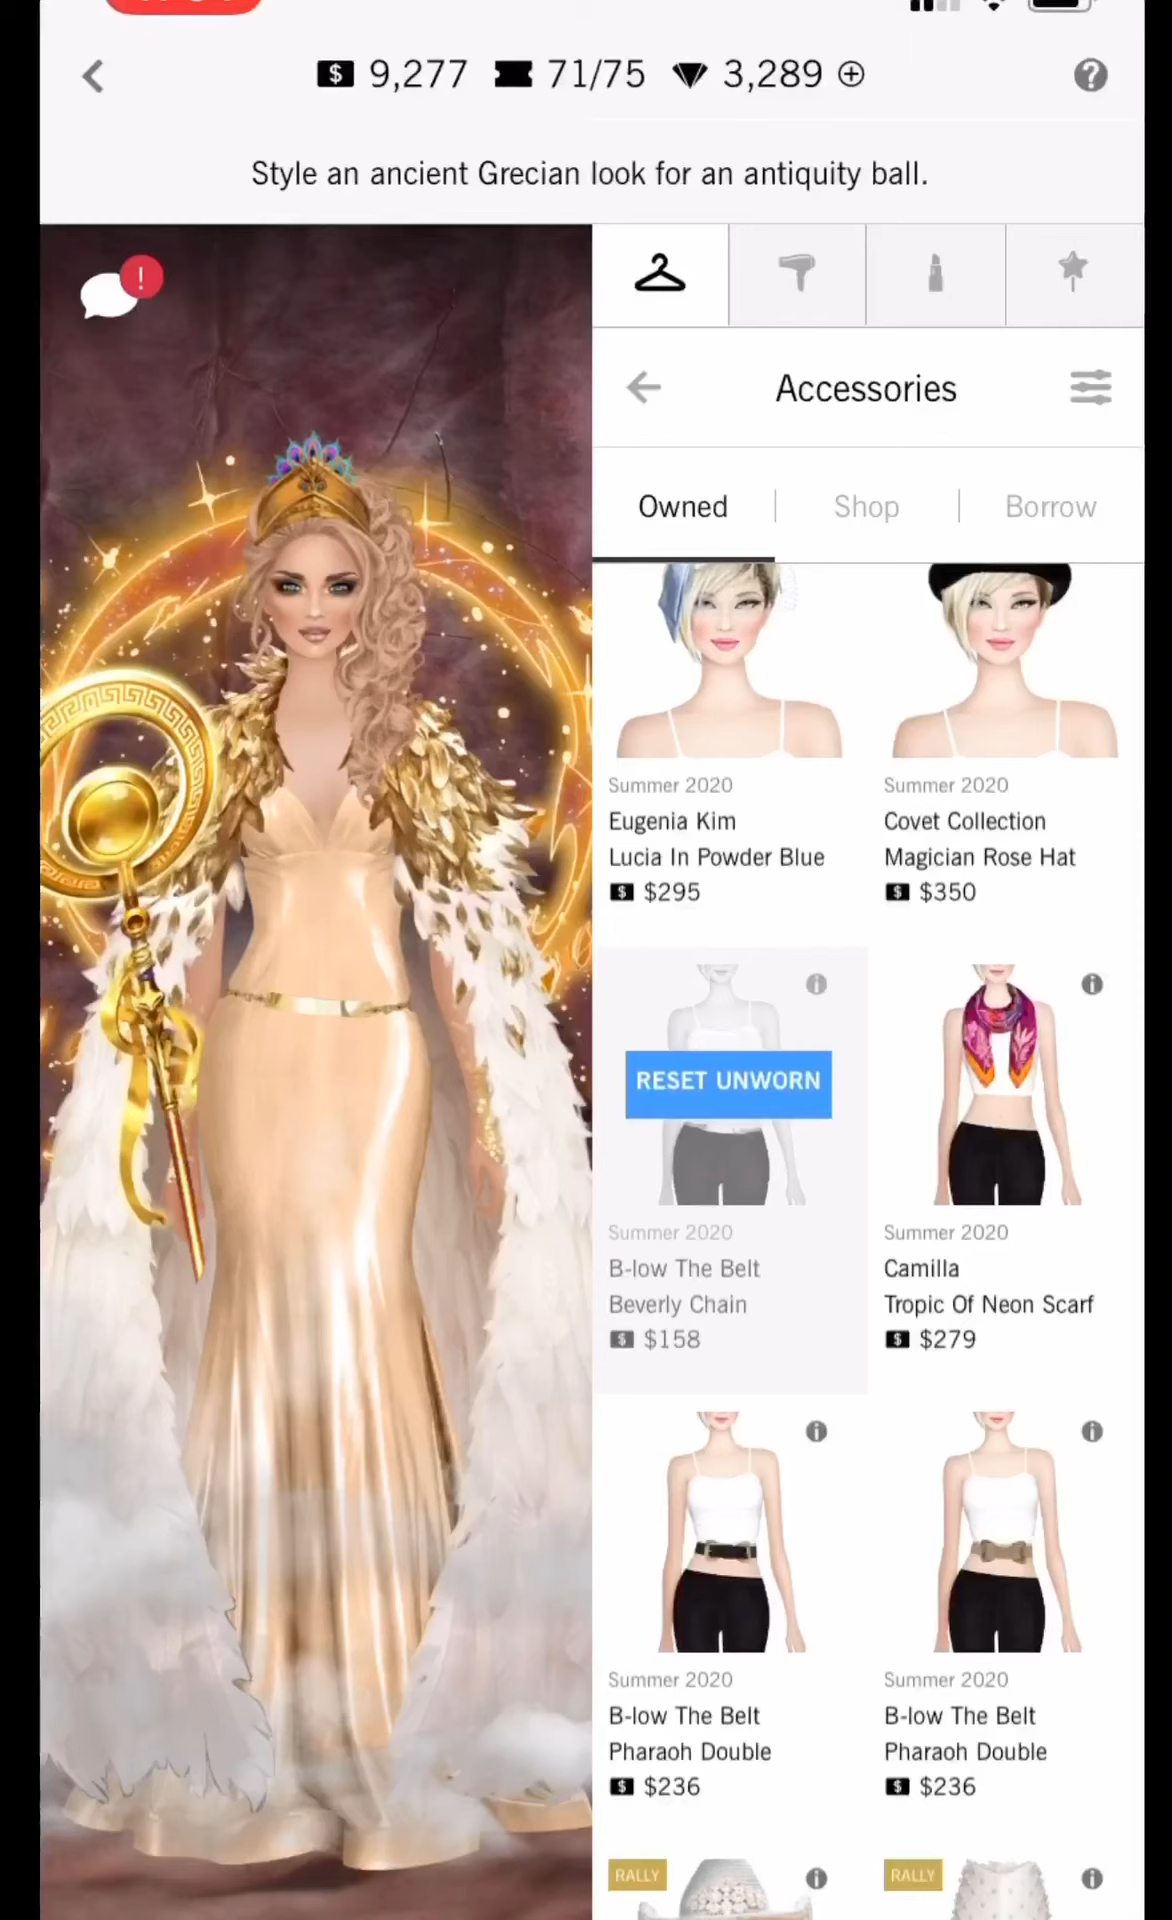 9,277 71/75 3,289
Style an ancient Grecian look for an antiquity ball.
Accessories
Owned Shop Borrow
Summer 2020
Eugenia Kim
Lucia In Powder Blue
$295
Summer 2020
Covet Collection
Magician Rose Hat
$350
RESET UNWORN
Summer 2020
B-low The Belt
Beverly Chain
$158
Summer 2020
Camilla
Tropic Of Neon Scarf
$279
Summer 2020
B-low The Belt
Pharaoh Double
$236
Summer 2020
B-low The Belt
Pharaoh Double
$236
RALLY
RALLY